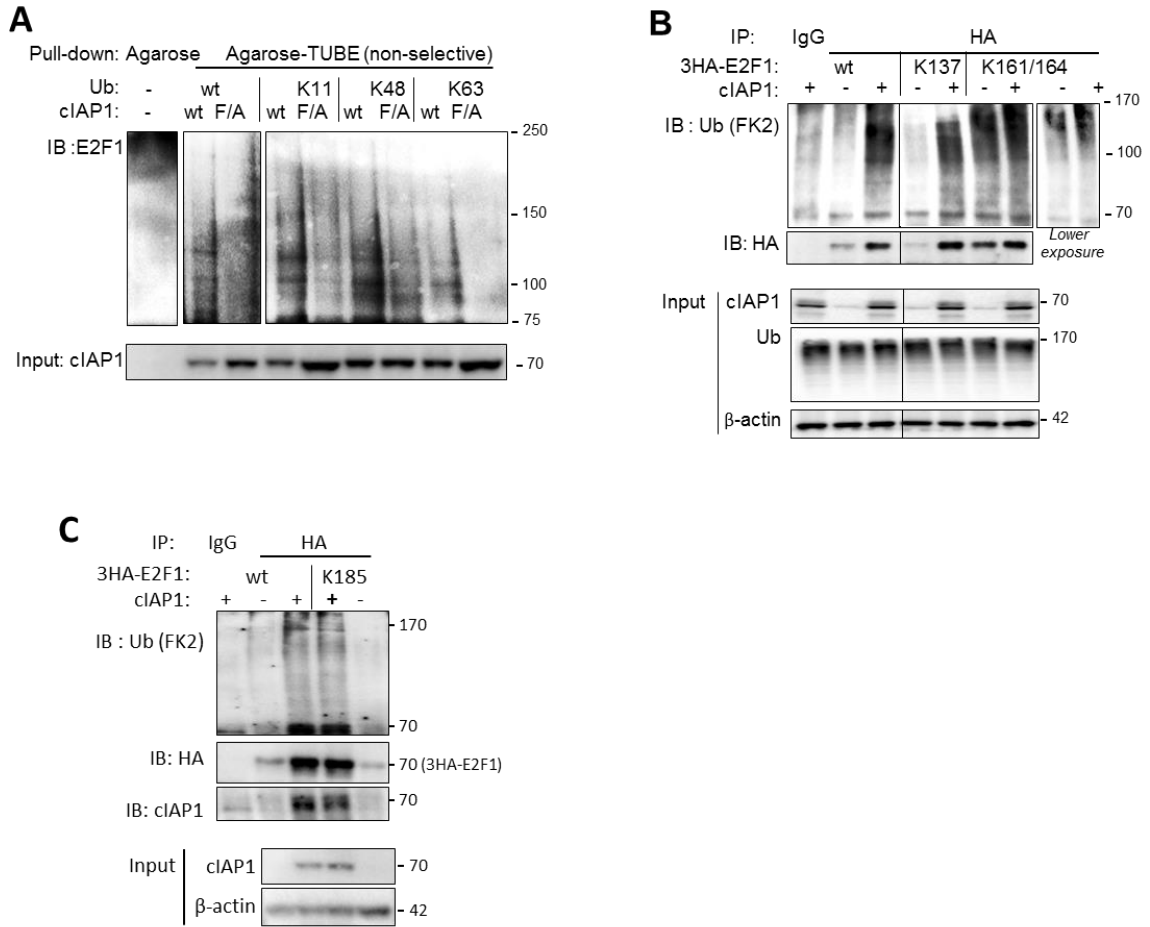 A
Pull-down: Agarose Agarose-TUBE (non-selective)
Ub: - wt K11 K48 K63
cIAP1: - wt F/A wt F/A wt F/A wt F/A
IB :E2F1
250
150
100
75
Input: cIAP1
70
B
IP: IgG HA
3HA-E2F1: wt K137 K161/164
cIAP1: + - + - + - + - +
IB : Ub (FK2)
170
100
70
IB: HA
Lower
exposure
Input
cIAP1
70
Ub
170
β-actin
42
C
IP: IgG HA
3HA-E2F1: wt K185
cIAP1: + - + + -
IB : Ub (FK2)
170
70
IB: HA
70 (3HA-E2F1)
IB: cIAP1
70
Input
cIAP1
70
β-actin
42